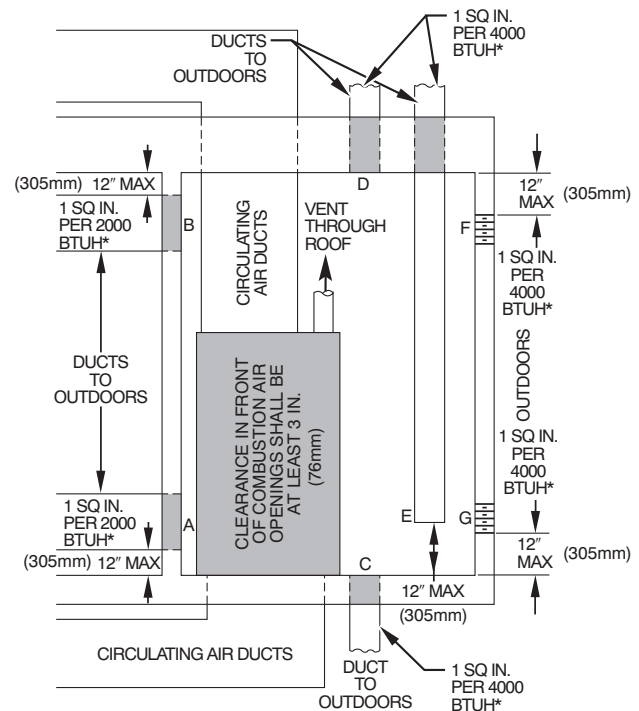 1 SQ IN.
PER 4000
BTUH*
DUCTS
TO
OUTDOORS
(305mm) 12" MAX
1 SQ IN.
PER 2000
BTUH*
B
CIRCULATING
AIR DUCTS
VENT
THROUGH
ROOF
D
F
12"
MAX
(305mm)
1 SQ IN.
PER
4000
BTUH*
OUTDOORS
DUCTS
TO
OUTDOORS
CLEARANCE IN FRONT
OF COMBUSTION AIR
OPENINGS SHALL BE
AT LEAST 3 IN.
(76mm)
1 SQ IN.
PER
4000
BTUH*
1 SQ IN.
PER 2000
BTUH*
A
E
G
(305mm) 12" MAX
C
12" MAX
(305mm)
12"
MAX
(305mm)
CIRCULATING AIR DUCTS
DUCT
TO
OUTDOORS
1 SQ IN.
PER 4000
BTUH*